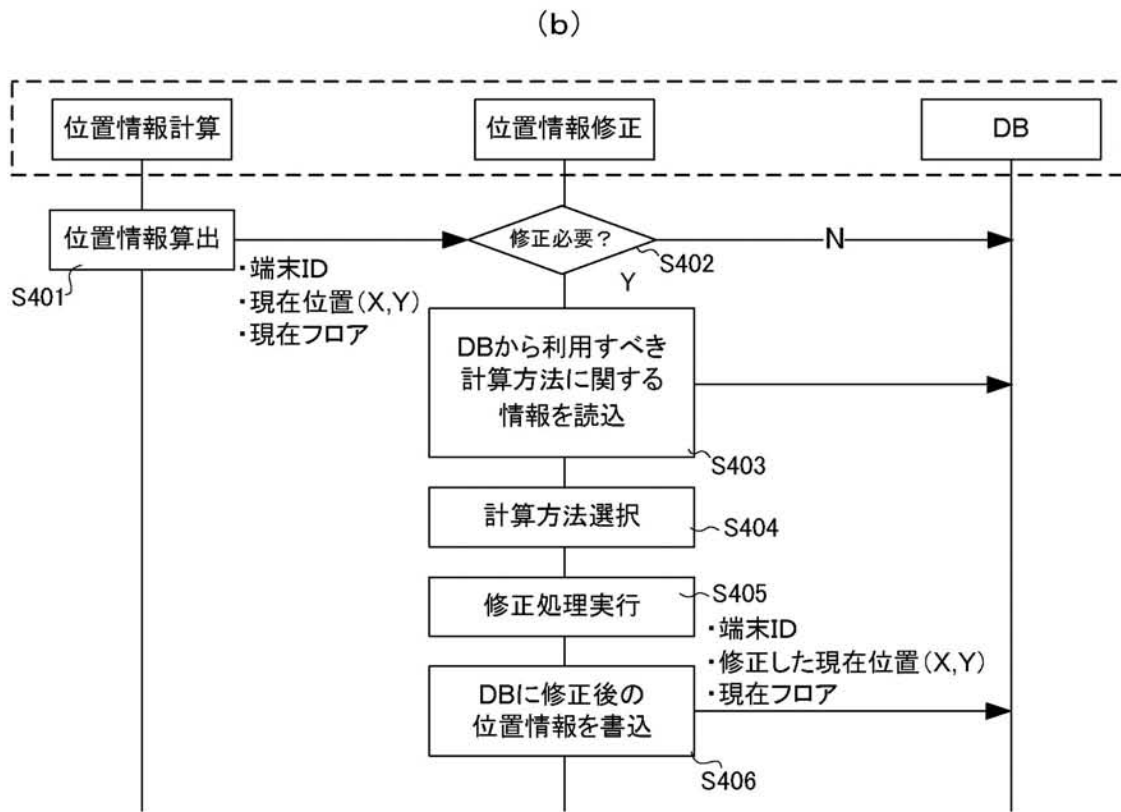 (b)
位置情報計算
位置情報修正
DB
位置情報算出
修正必要?
N
S402
S401
・端末ID
・現在位置(X,Y)
・現在フロア
Y
DBから利用すべき
計算方法に関する
情報を読込
S403
計算方法選択
S404
修正処理実行
S405
・端末ID
・修正した現在位置(X,Y)
・現在フロア
DBに修正後の
位置情報を書込
S406